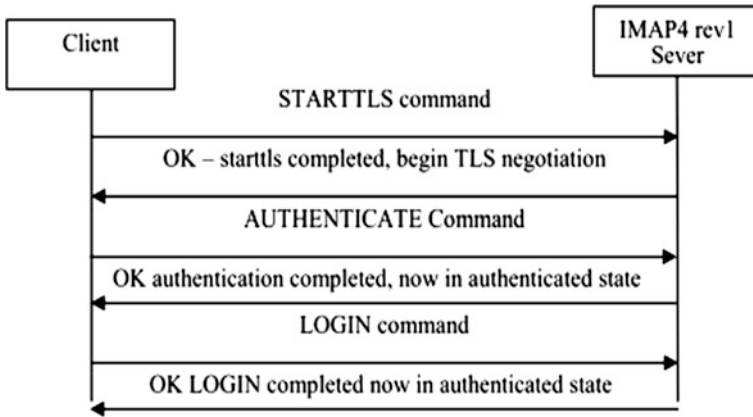 Client
IMAP4 rev1
Sever
STARTTLS command
OK – starttls completed, begin TLS negotiation
AUTHENTICATE Command
OK authentication completed, now in authenticated state
LOGIN command
OK LOGIN completed now in authenticated state